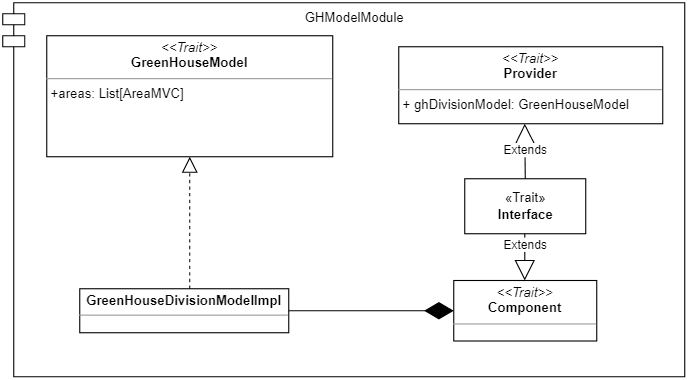 GHModelModule
<<Trait>>
GreenHouseModel
+areas: List[AreaMVC]
<<Trait>>
Provider
+ ghDivisionModel: GreenHouseModel
Extends
«Trait»
Interface
Extends
GreenHouseDivisionModelImpl
<<Trait>>
Component